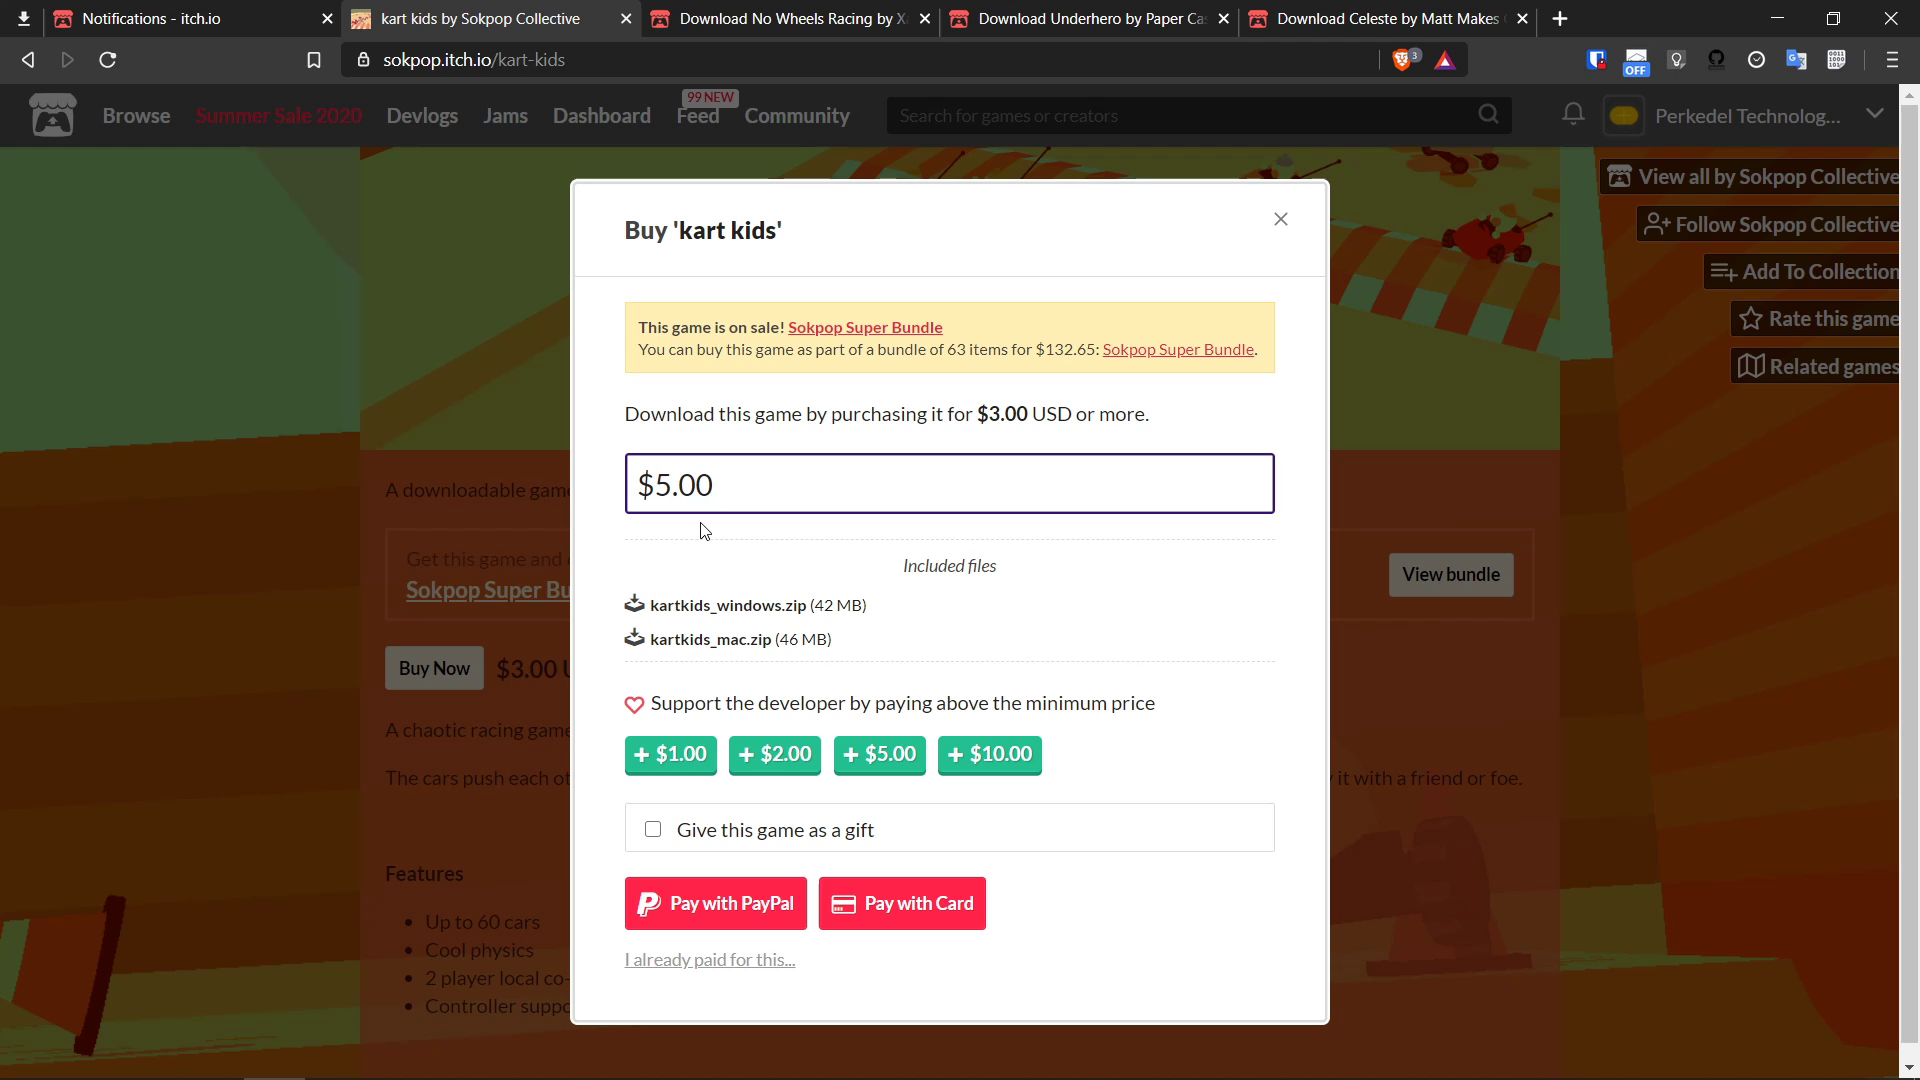 Notifications - itch.io
kart kids by Sokpop Collective
Download No Wheels Racing by X
Download Underhero by Paper Ca
Download Celeste by Matt Makes
sokpop.itch.io/kart-kids
3
OFF
Browse
Summer Sale 2020
Devlogs
Jams
Dashboard
Feed
99 NEW
Community
Search for games or creators
Perkedel Technolog...
View all by Sokpop Collective
Follow Sokpop Collective
Add To Collection
Rate this game
Related games
Buy 'kart kids'
This game is on sale! Sokpop Super Bundle
You can buy this game as part of a bundle of 63 items for $132.65: Sokpop Super Bundle.
Download this game by purchasing it for $3.00 USD or more.
$5.00
Included files
kartkids_windows.zip (42 MB)
kartkids_mac.zip (46 MB)
Support the developer by paying above the minimum price
+ $1.00
+ $2.00
+ $5.00
+ $10.00
Give this game as a gift
Pay with PayPal
Pay with Card
I already paid for this...
A downloadable game
Get this game and
Sokpop Super Bu
View bundle
Buy Now
$3.00 U
A chaotic racing game
The cars push each ot
it with a friend or foe.
Features
• Up to 60 cars
• Cool physics
• 2 player local co-
• Controller suppo